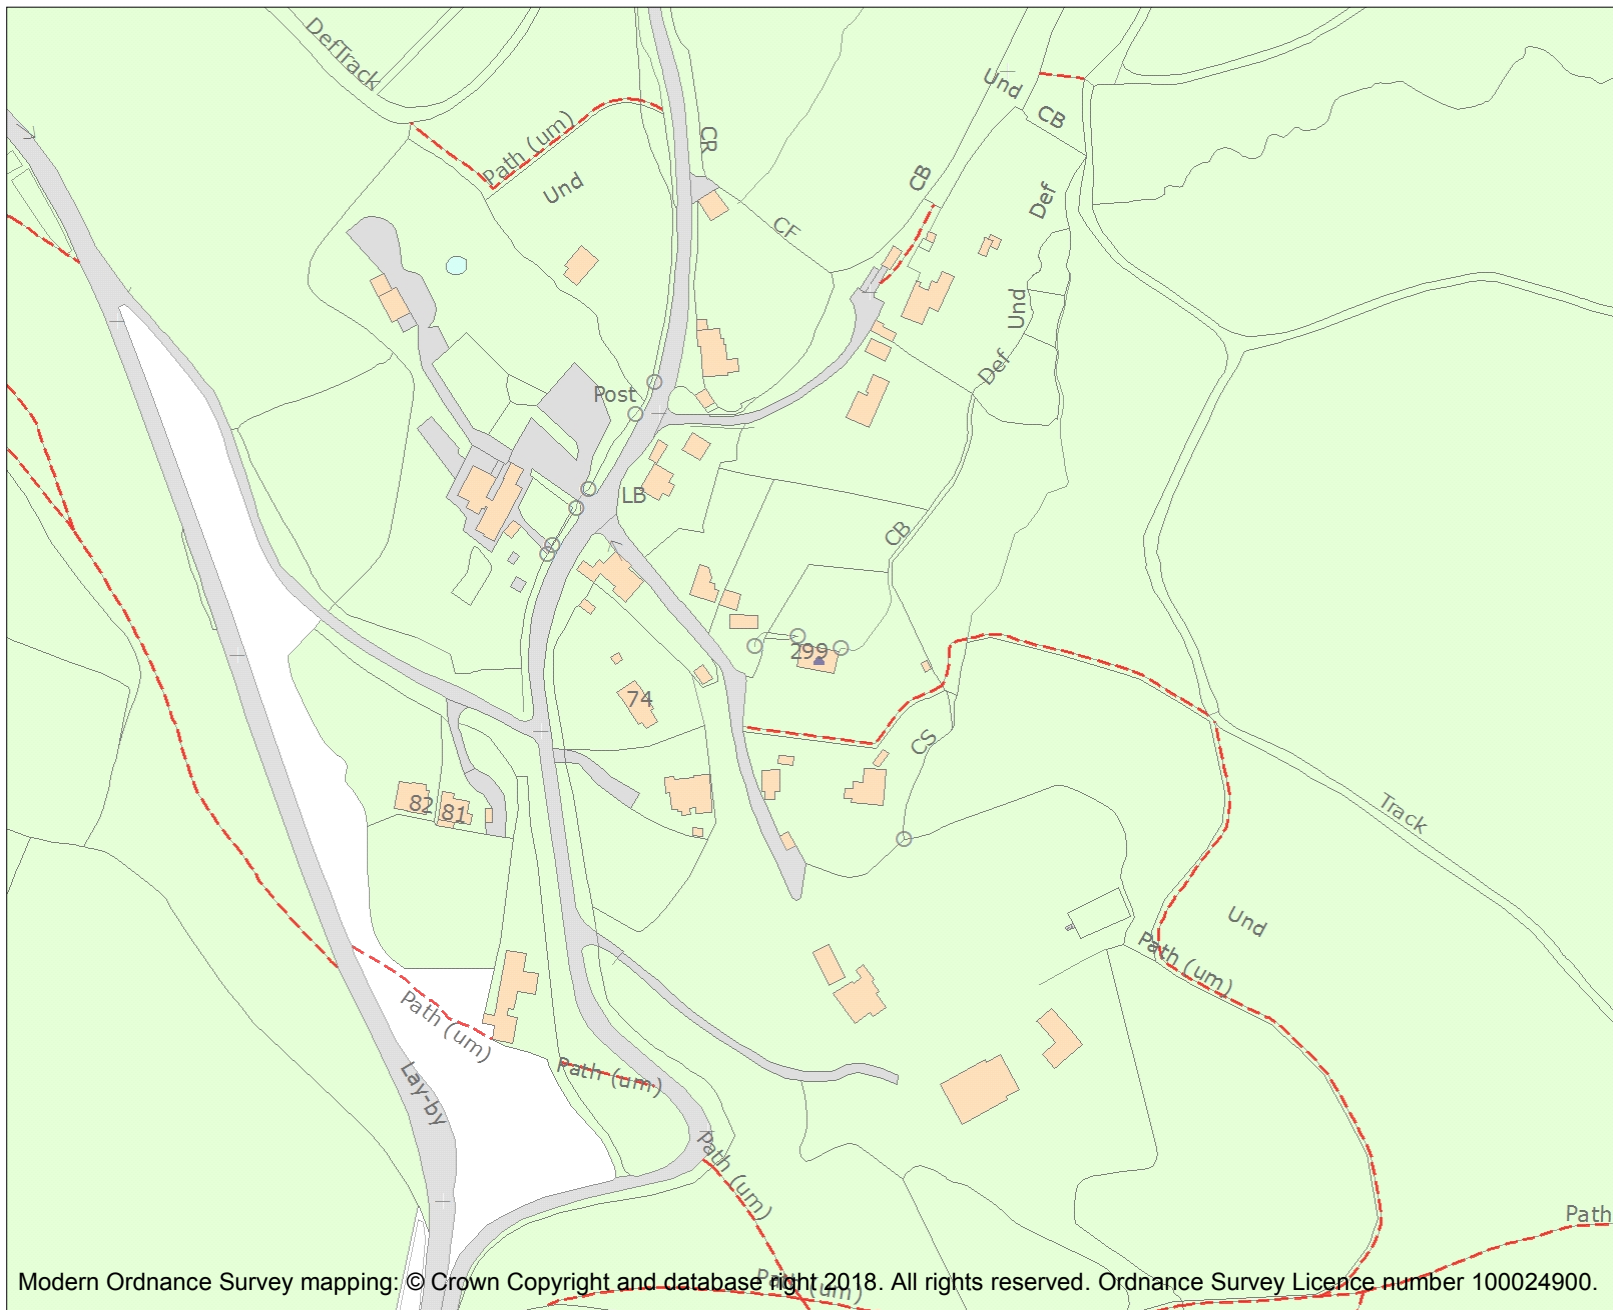 DefTrack
Path (um)
Und
CR
Und
CB
CB
Def
CF
Und
Def
Post
LB
CB
299
74
CS
82
81
Track
Und
Path (um)
Path (um)
Path (um)
Lay-by
Path (um)
Path
Path (um)
Modern Ordnance Survey mapping: © Crown Copyright and database right 2018. All rights reserved. Ordnance Survey Licence number 100024900.